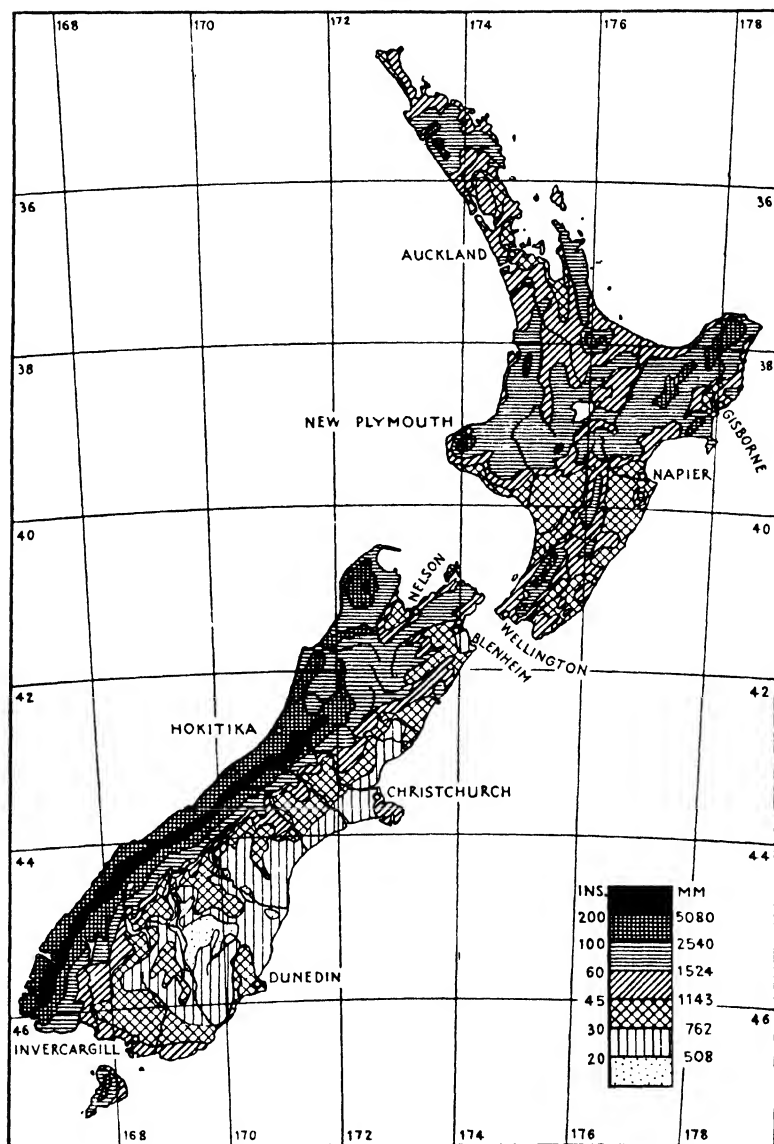 168 170 172 174 176 178
36 36
AUCKLAND
38 38
NEW PLYMOUTH
GISBORNE
NAPIER
40 40
NELSON
WELLINGTON
BLENHEIM
42 42
HOKITIKA
CHRISTCHURCH
44 44
INS. MM
200 5080
100 2540
60 1524
45 1143
30 762
20 508
DUNEDIN
46 46
INVERCARGILL
168 170 172 174 176 178